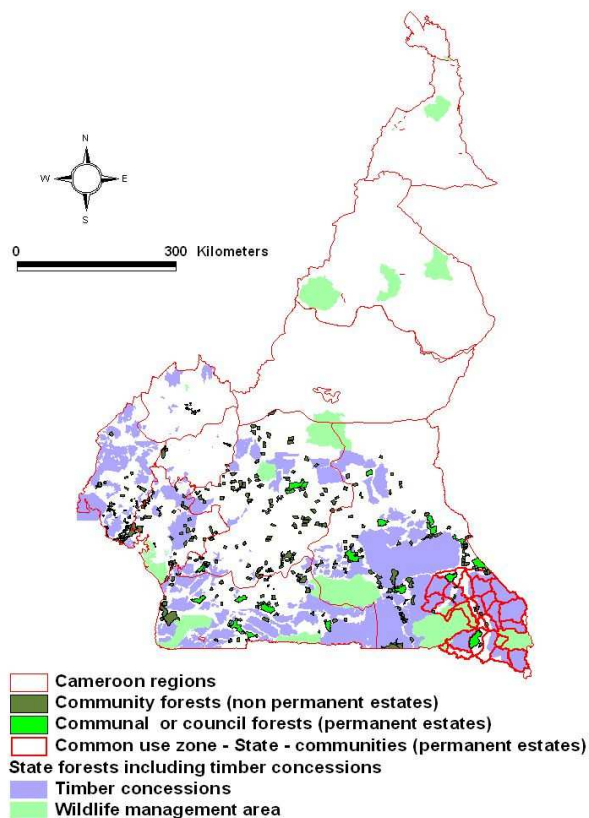 N
W E
S
0 300 Kilometers
Cameroon regions
Community forests (non permanent estates)
Communal or council forests (permanent estates)
Common use zone - State - communities (permanent estates)
State forests including timber concessions
Timber concessions
Wildlife management area